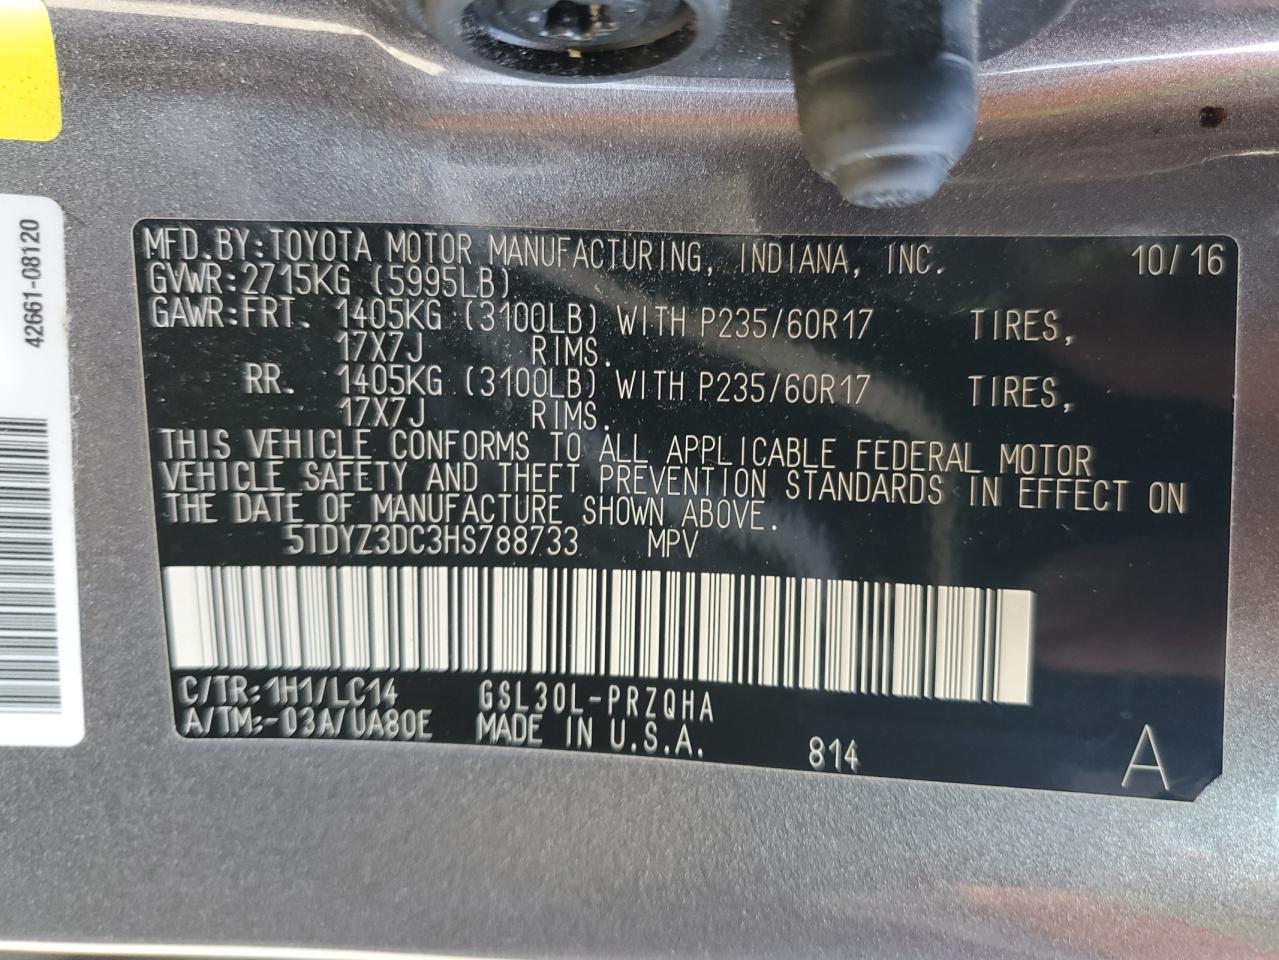 MFD.BY:TOYOTA MOTOR MANUFACTURING, INDIANA, INC. 10/16
GVWR:2715KG (5995LB)
GAWR:FRT. 1405KG (3100LB) WITH P235/60R17 TIRES,
17X7J RIMS.
RR. 1405KG (3100LB) WITH P235/60R17 TIRES,
17X7J RIMS.
THIS VEHICLE CONFORMS TO ALL APPLICABLE FEDERAL MOTOR
VEHICLE SAFETY AND THEFT PREVENTION STANDARDS IN EFFECT ON
THE DATE OF MANUFACTURE SHOWN ABOVE.
5TDYZ3DC3HS788733 MPV
C/TR:1H1/LC14 GSL30L-PRZQHA
A/TM:-03A/UA80E MADE IN U.S.A. 814 A
42661-08120